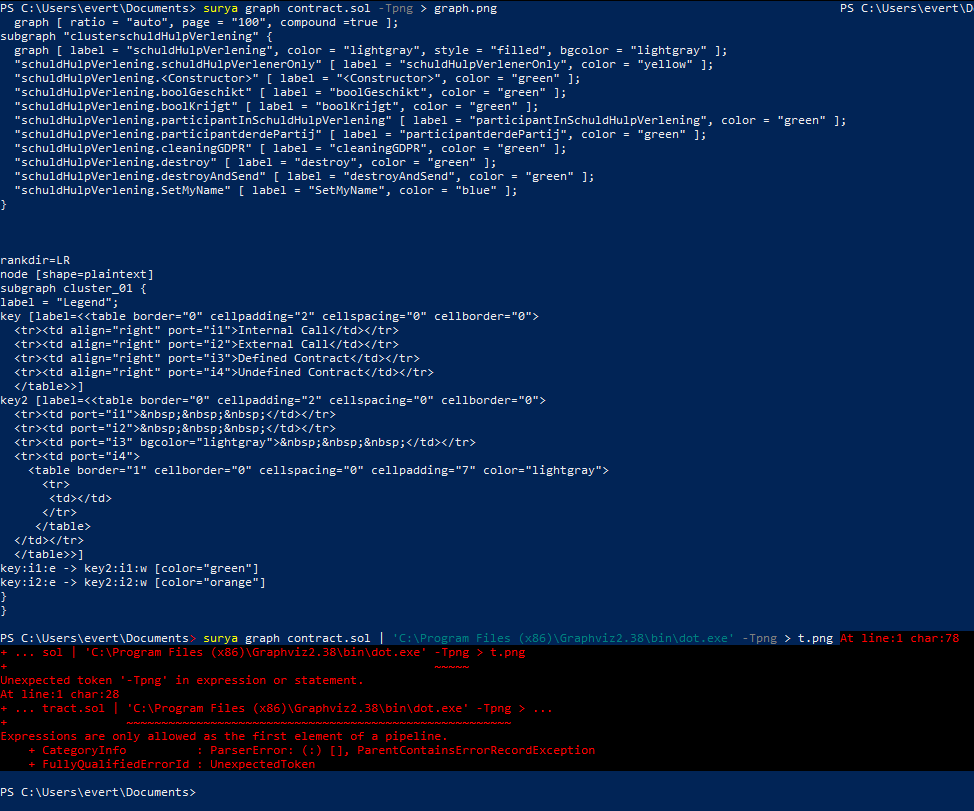 PS C:\Users\evert\Documents> surya graph contract.sol -Tpng > graph.png PS C:\Users\evert\D
  graph [ ratio = "auto", page = "100", compound =true ];
subgraph "clusterschuldHulpVerlening" {
  graph [ label = "schuldHulpVerlening", color = "lightgray", style = "filled", bgcolor = "lightgray" ];
  "schuldHulpVerlening.schuldHulpVerlenerOnly" [ label = "schuldHulpVerlenerOnly", color = "yellow" ];
  "schuldHulpVerlening.<Constructor>" [ label = "<Constructor>", color = "green" ];
  "schuldHulpVerlening.boolGeschikt" [ label = "boolGeschikt", color = "green" ];
  "schuldHulpVerlening.boolKrijgt" [ label = "boolKrijgt", color = "green" ];
  "schuldHulpVerlening.participantInSchuldHulpVerlening" [ label = "participantInSchuldHulpVerlening", color = "green" ];
  "schuldHulpVerlening.participantderdePartij" [ label = "participantderdePartij", color = "green" ];
  "schuldHulpVerlening.cleaningGDPR" [ label = "cleaningGDPR", color = "green" ];
  "schuldHulpVerlening.destroy" [ label = "destroy", color = "green" ];
  "schuldHulpVerlening.destroyAndSend" [ label = "destroyAndSend", color = "green" ];
  "schuldHulpVerlening.SetMyName" [ label = "SetMyName", color = "blue" ];
}
rankdir=LR
node [shape=plaintext]
subgraph cluster_01 {
label = "Legend";
key [label=<<table border="0" cellpadding="2" cellspacing="0" cellborder="0">
  <tr><td align="right" port="i1">Internal Call</td></tr>
  <tr><td align="right" port="i2">External Call</td></tr>
  <tr><td align="right" port="i3">Defined Contract</td></tr>
  <tr><td align="right" port="i4">Undefined Contract</td></tr>
  </table>>]
key2 [label=<<table border="0" cellpadding="2" cellspacing="0" cellborder="0">
  <tr><td port="i1">&nbsp;&nbsp;&nbsp;</td></tr>
  <tr><td port="i2">&nbsp;&nbsp;&nbsp;</td></tr>
  <tr><td port="i3" bgcolor="lightgray">&nbsp;&nbsp;&nbsp;</td></tr>
  <tr><td port="i4">
    <table border="1" cellborder="0" cellspacing="0" cellpadding="7" color="lightgray">
      <tr>
       <td></td>
      </tr>
     </table>
  </td></tr>
  </table>>]
key:i1:e -> key2:i1:w [color="green"]
key:i2:e -> key2:i2:w [color="orange"]
}
}
PS C:\Users\evert\Documents> surya graph contract.sol | 'C:\Program Files (x86)\Graphviz2.38\bin\dot.exe' -Tpng > t.png At line:1 char:78
+ ... sol | 'C:\Program Files (x86)\Graphviz2.38\bin\dot.exe' -Tpng > t.png
+                                                             ~~~~~
Unexpected token '-Tpng' in expression or statement.
At line:1 char:28
+ ... tract.sol | 'C:\Program Files (x86)\Graphviz2.38\bin\dot.exe' -Tpng > ...
+                 ~~~~~~~~~~~~~~~~~~~~~~~~~~~~~~~~~~~~~~~~~~~~~~~~~~~~~~~
Expressions are only allowed as the first element of a pipeline.
    + CategoryInfo          : ParserError: (:) [], ParentContainsErrorRecordException
    + FullyQualifiedErrorId : UnexpectedToken
PS C:\Users\evert\Documents>